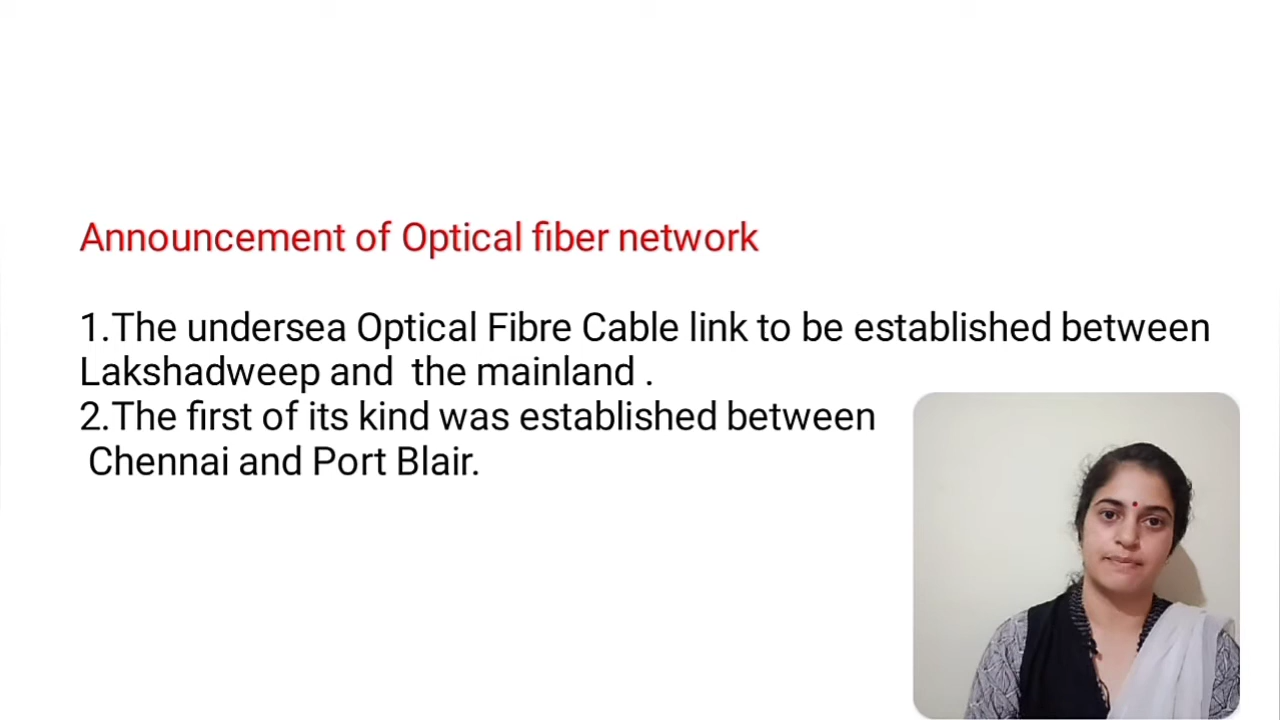 Announcement of Optical fiber network
1.The undersea Optical Fibre Cable link to be established between
Lakshadweep and  the mainland .
2.The first of its kind was established between
Chennai and Port Blair.